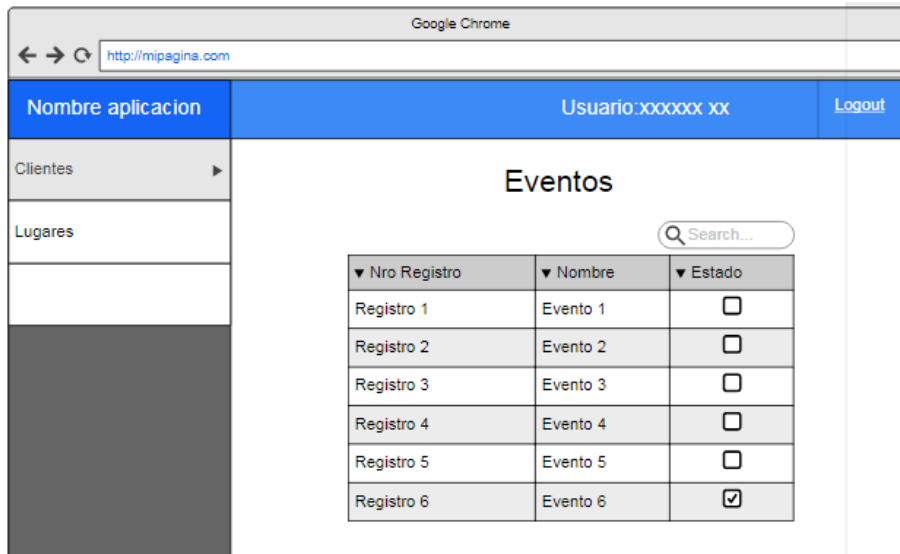 Google Chrome
http://mipagina.com
Nombre aplicacion
Usuario:xxxxxx xx
Logout
Clientes
Lugares
Eventos
Search...
Nro Registro Nombre Estado
Registro 1 Evento 1
Registro 2 Evento 2
Registro 3 Evento 3
Registro 4 Evento 4
Registro 5 Evento 5
Registro 6 Evento 6